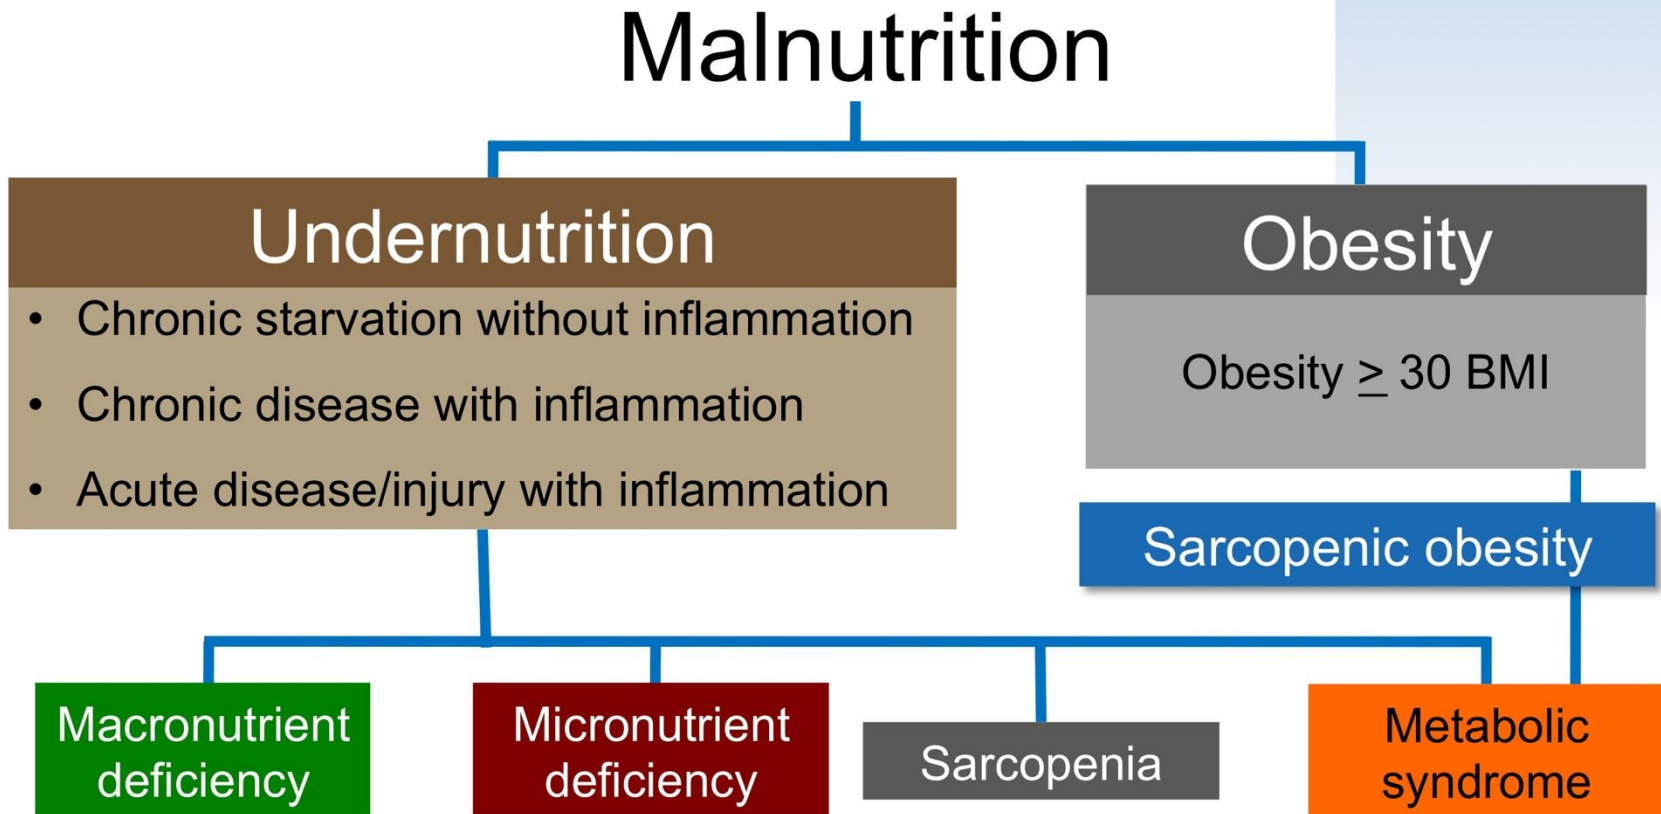 Malnutrition
Undernutrition
• Chronic starvation without inflammation
• Chronic disease with inflammation
• Acute disease/injury with inflammation
Obesity
Obesity ≥ 30 BMI
Sarcopenic obesity
Macronutrient
deficiency
Micronutrient
deficiency
Sarcopenia
Metabolic
syndrome